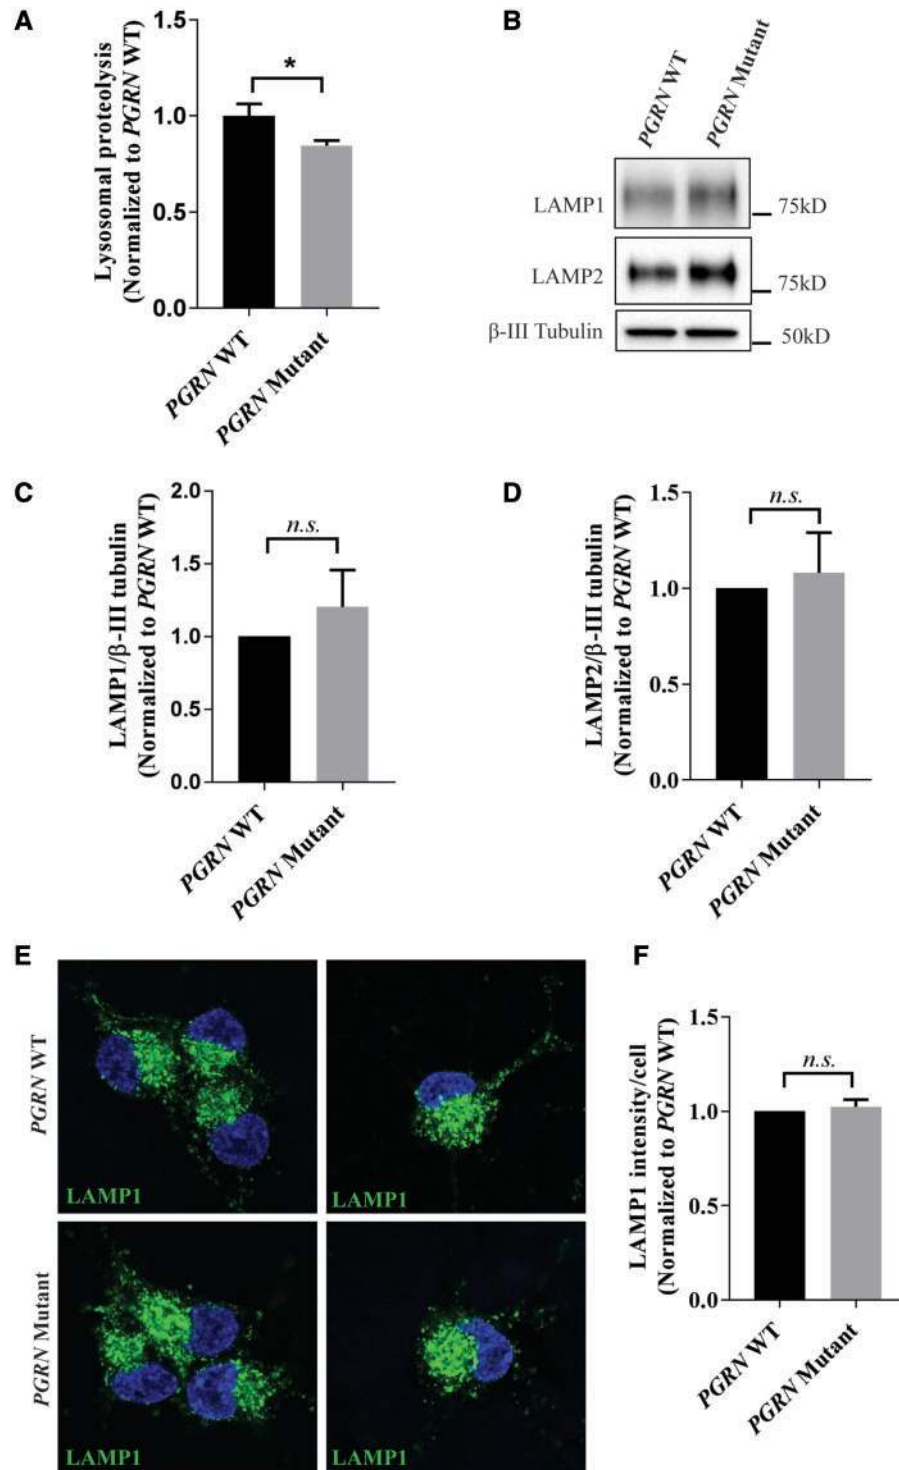 A
Lysosomal proteolysis
(Normalized to PGRN WT)
1.5
1.0
0.5
0.0
*
PGRN WT
PGRN Mutant
B
PGRN WT
PGRN Mutant
LAMP1
75kD
LAMP2
75kD
β-III Tubulin
50kD
C
LAMP1/β-III tubulin
(Normalized to PGRN WT)
2.0
1.5
1.0
0.5
0.0
n.s.
PGRN WT
PGRN Mutant
D
LAMP2/β-III tubulin
(Normalized to PGRN WT)
1.5
1.0
0.5
0.0
n.s.
PGRN WT
PGRN Mutant
E
PGRN WT
LAMP1
LAMP1
PGRN Mutant
LAMP1
LAMP1
F
LAMP1 intensity/cell
(Normalized to PGRN WT)
1.5
1.0
0.5
0.0
n.s.
PGRN WT
PGRN Mutant